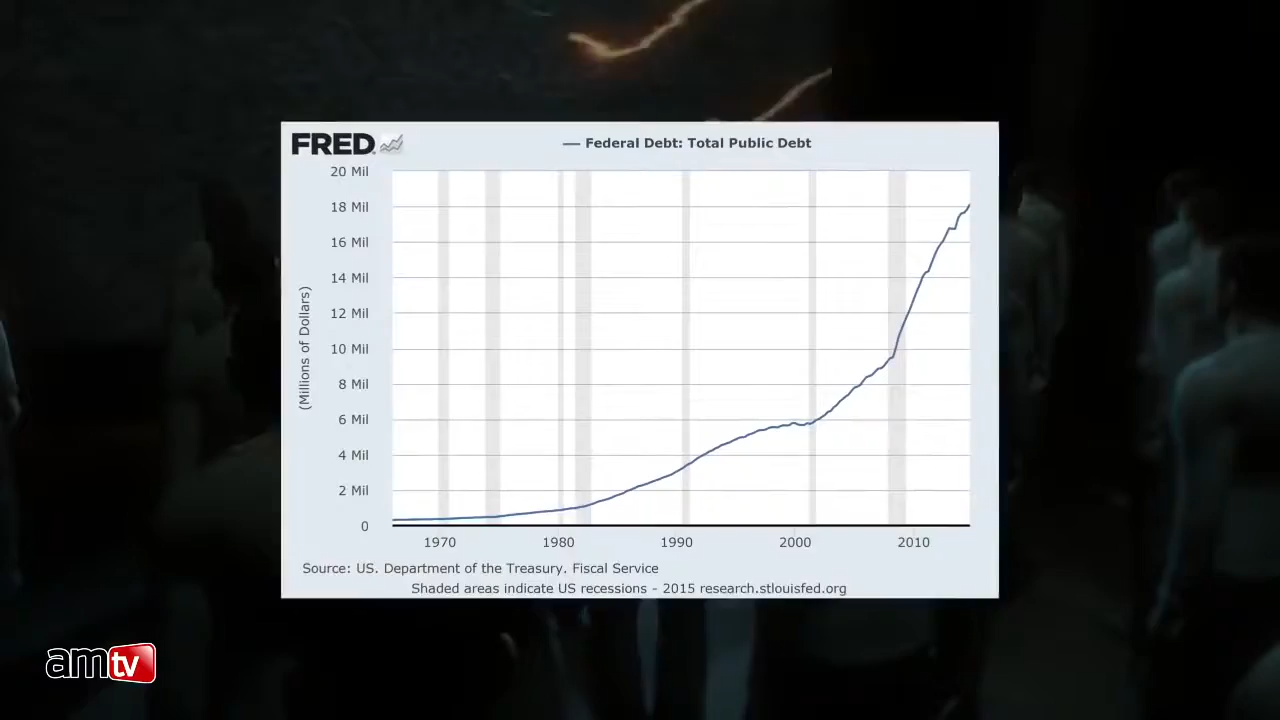 FRED
Federal Debt: Total Public Debt
20 Mil
18 Mil
16 Mil
14 Mil
12 Mil
10 Mil
8 Mil
6 Mil
4 Mil
2 Mil
0
(Millions of Dollars)
1970 1980 1990 2000 2010
Source: US. Department of the Treasury. Fiscal Service
Shaded areas indicate US recessions - 2015 research.stlouisfed.org
amtv